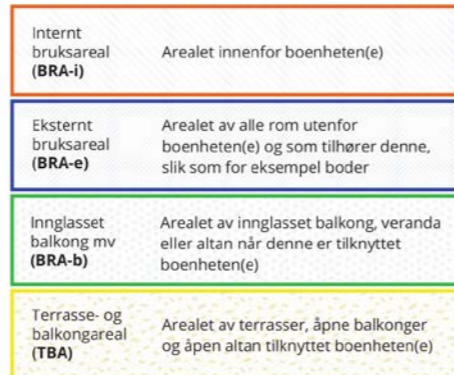 Internt
bruksareal
(BRA-i)
Arealet innenfor boenheten(e)
Eksternt
bruksareal
(BRA-e)
Arealet av alle rom utenfor
boenheten(e) og som tilhører denne,
slik som for eksempel boder
Innglasset
balkong mv
(BRA-b)
Arealet av innglasset balkong, veranda
eller altan når denne er tilknyttet
boenheten(e)
Terrasse- og
balkongareal
(TBA)
Arealet av terrasser, åpne balkonger
og åpen altan tilknyttet boenheten(e)